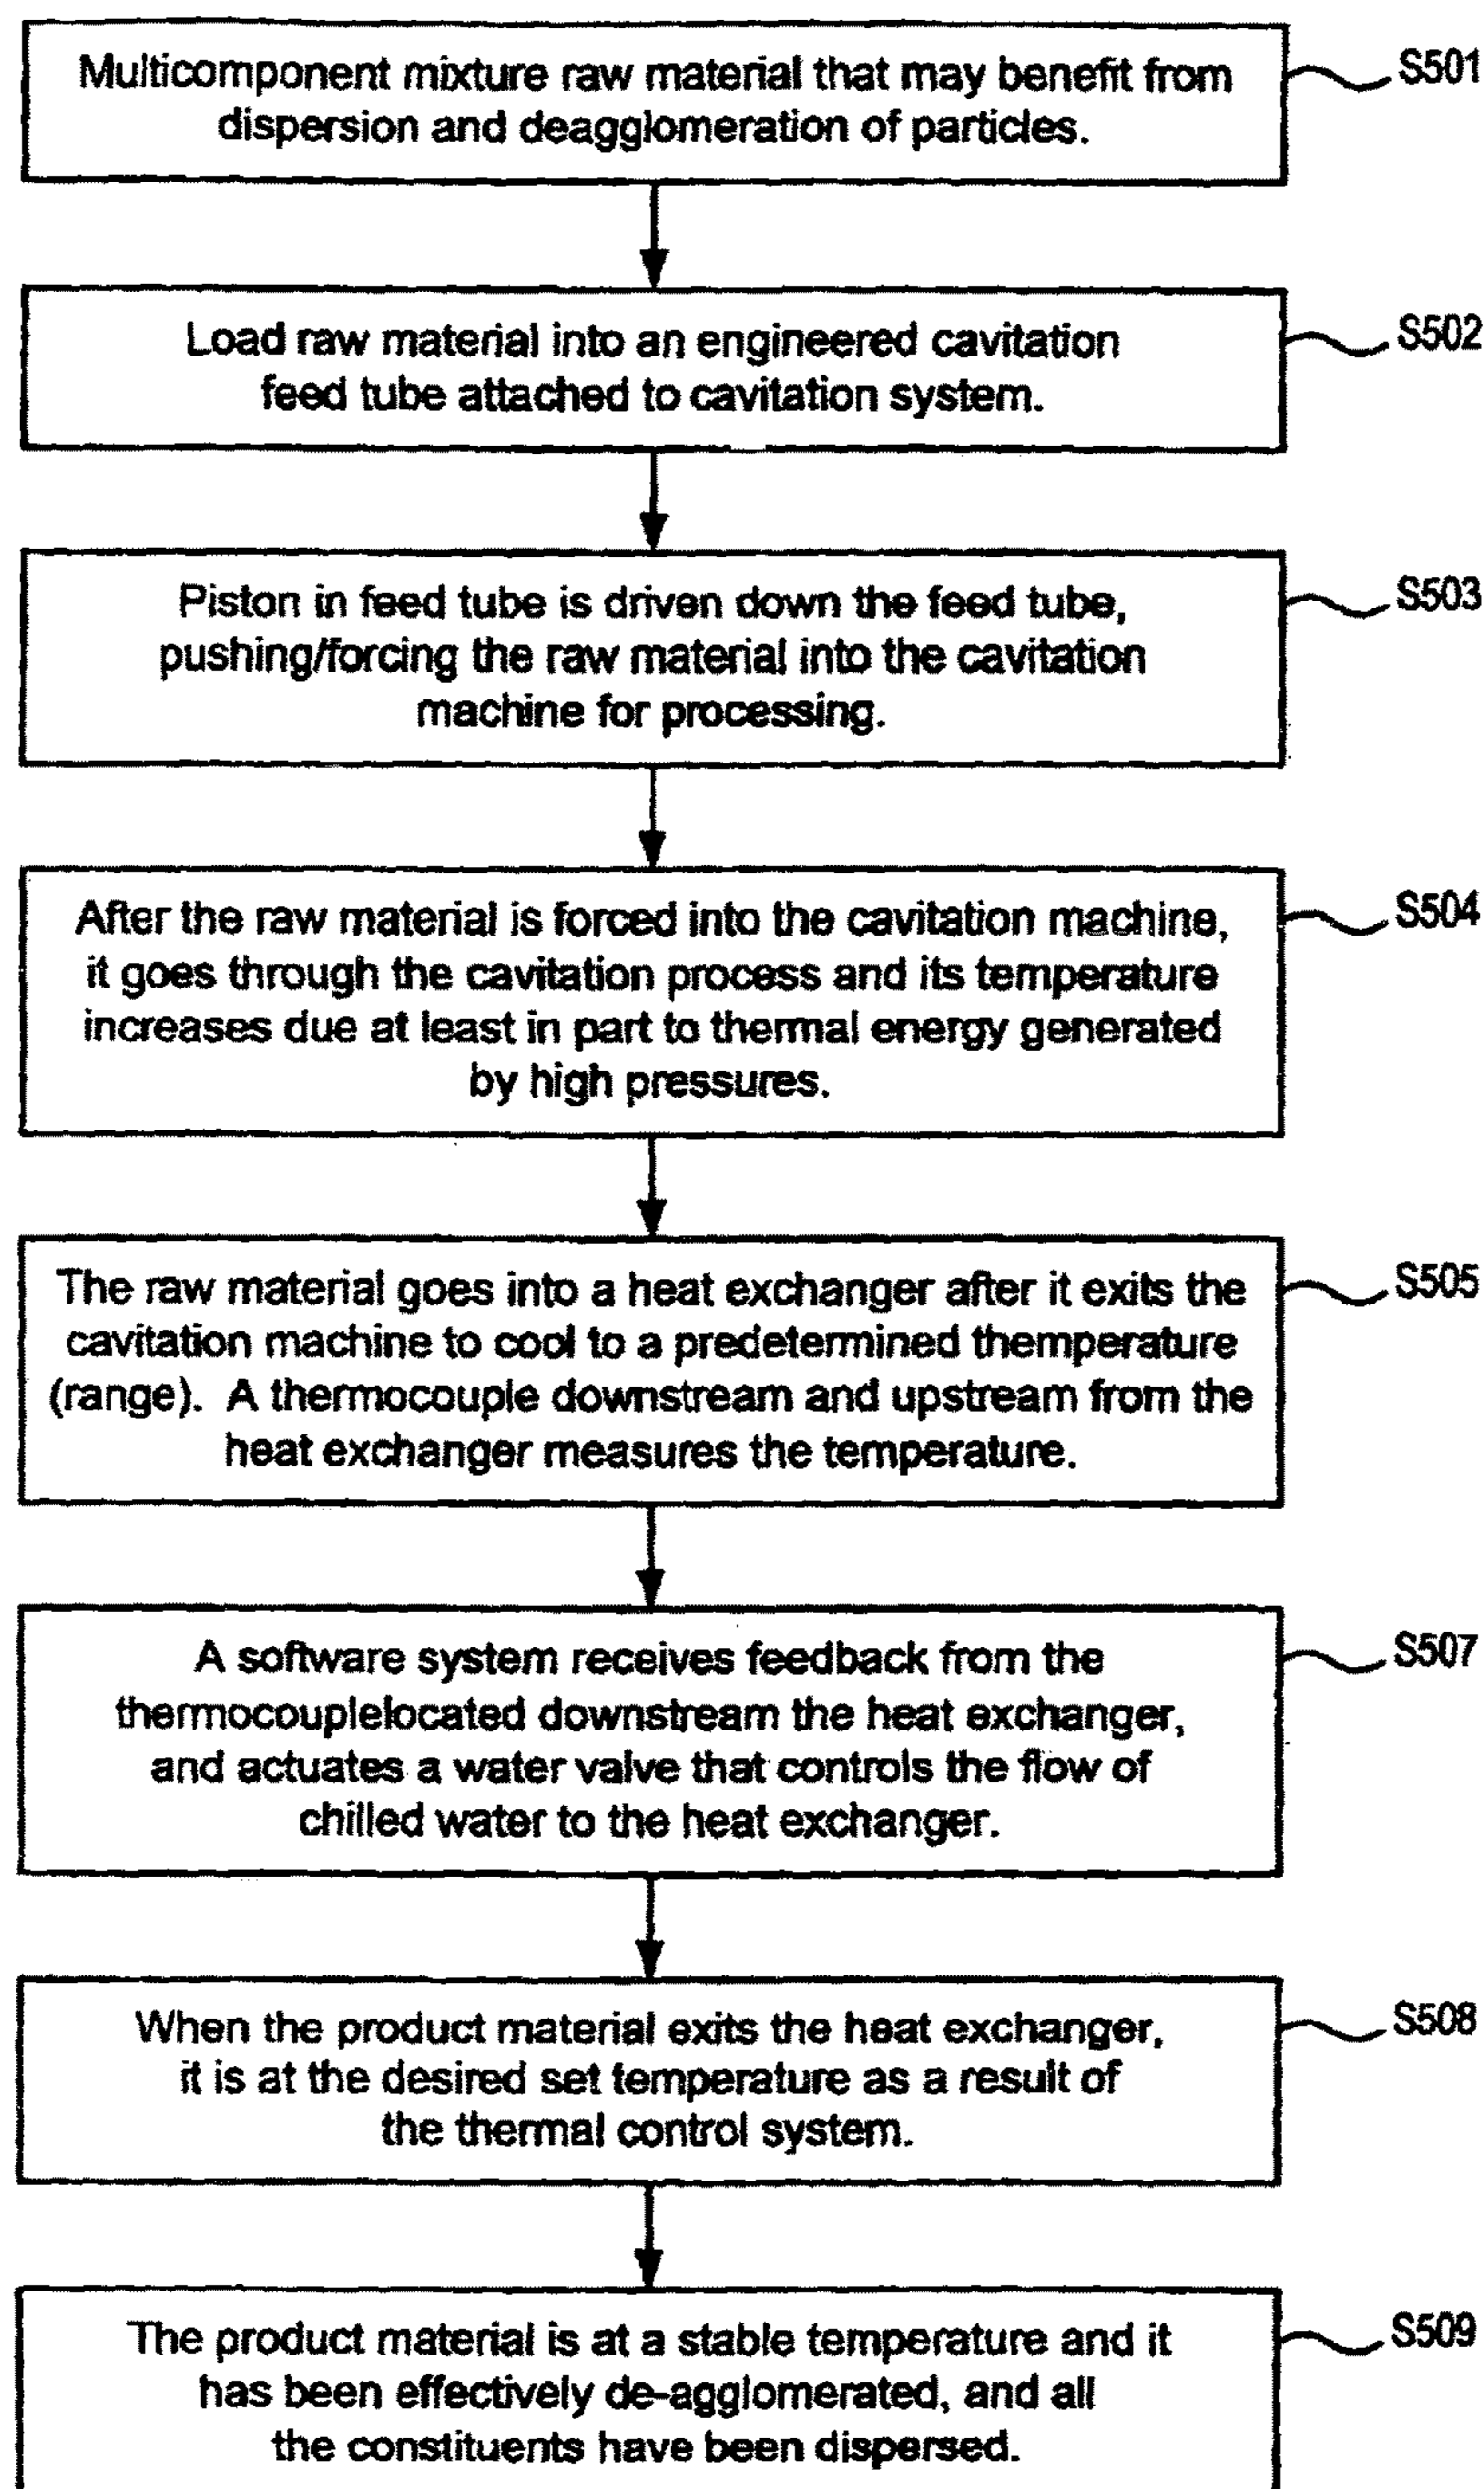 Multicomponent mixture raw material that may benefit from
dispersion and deagglomeration of particles.
S501
Load raw material into an engineered cavitation
feed tube attached to cavitation system.
S502
Piston in feed tube is driven down the feed tube,
pushing/forcing the raw material into the cavitation
machine for processing.
S503
After the raw material is forced into the cavitation machine,
it goes through the cavitation process and its temperature
increases due at least in part to thermal energy generated
by high pressures.
S504
The raw material goes into a heat exchanger after it exits the
cavitation machine to cool to a predetermined themperature
(range). A thermocouple downstream and upstream from the
heat exchanger measures the temperature.
S505
A software system receives feedback from the
thermocouplelocated downstream the heat exchanger,
and actuates a water valve that controls the flow of
chilled water to the heat exchanger.
S507
When the product material exits the heat exchanger,
it is at the desired set temperature as a result of
the thermal control system.
S508
The product material is at a stable temperature and it
has been effectively de-agglomerated, and all
the constituents have been dispersed.
S509